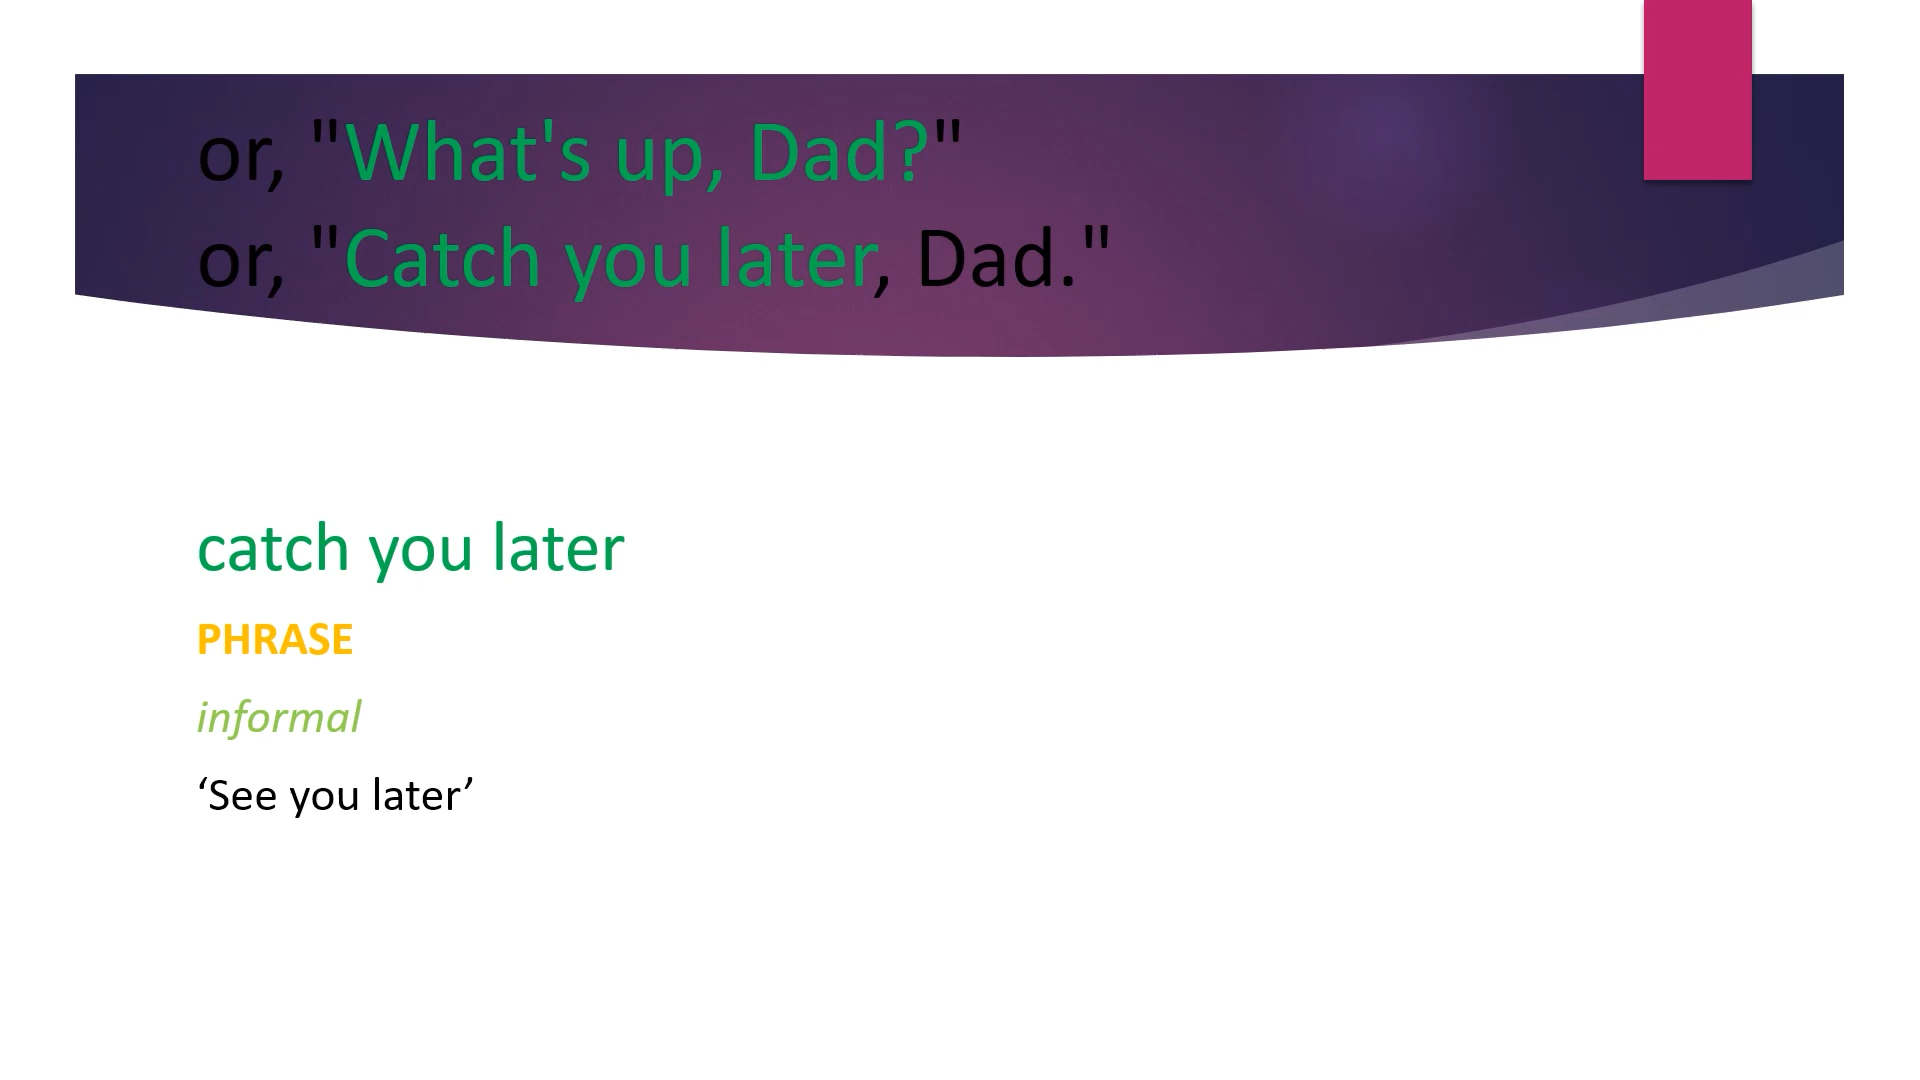 or, "What's up, Dad?"
or, "Catch you later, Dad."
catch you later
PHRASE
informal
‘See you later’